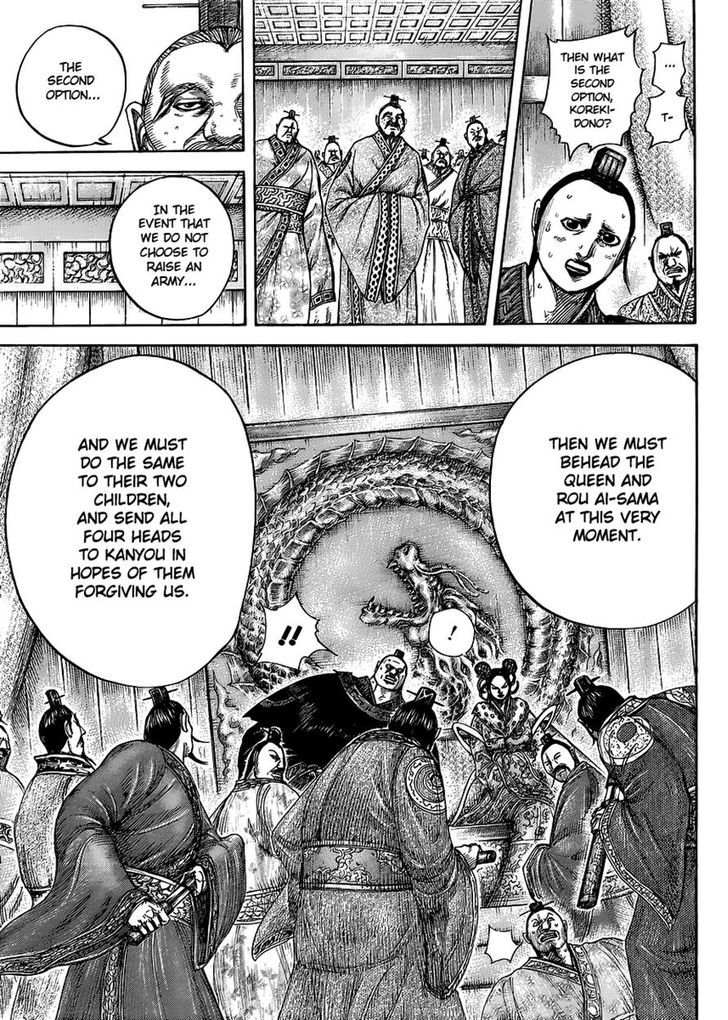 ...
T-
THEN WHAT
IS THE
SECOND
OPTION,
KOREKI-
DONO?
THE
SECOND
OPTION...
IN THE
EVENT THAT
WE DO NOT
CHOOSE TO
RAISE AN
ARMY...
THEN WE MUST
BEHEAD THE
QUEEN AND
ROU AI-SAMA
AT THIS VERY
MOMENT.
AND WE MUST
DO THE SAME
TO THEIR TWO
CHILDREN,
AND SEND ALL
FOUR HEADS
TO KANYOU IN
HOPES OF THEM
FORGIVING US.
!
!!